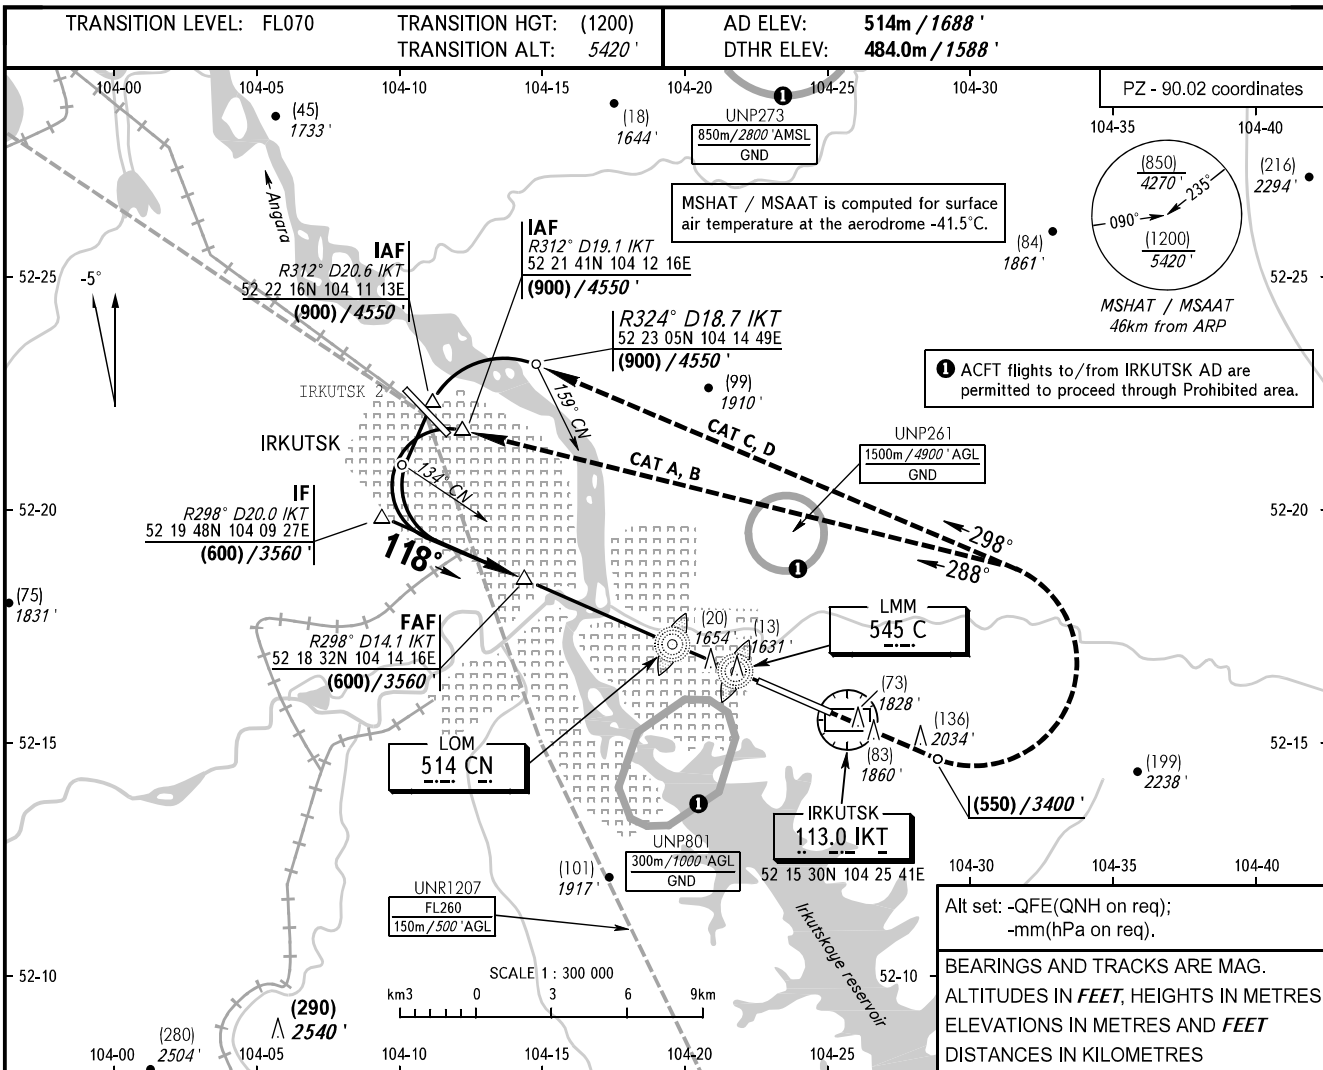 TRANSITION LEVEL: FL070
TRANSITION HGT: (1200)
TRANSITION ALT: 5420 '
AD ELEV: 514m / 1688 '
DTHR ELEV: 484.0m / 1588 '
104-00 104-05 104-10 104-15 104-20 104-25 104-30
PZ - 90.02 coordinates
104-35 104-40
(45)
1733 '
(18)
1644 '
1
UNP273
850m/2800 'AMSL
GND
(850)
4270 '
090°
235°
(1200)
5420 '
MSHAT / MSAAT
46km from ARP
(216)
2294 '
MSHAT / MSAAT is computed for surface
air temperature at the aerodrome -41.5°C.
(84)
1861 '
Angara
52-25
52-25
-5°
IAF
R312° D20.6 IKT
52 22 16N 104 11 13E
(900) / 4550 '
IAF
R312° D19.1 IKT
52 21 41N 104 12 16E
(900) / 4550 '
R324° D18.7 IKT
52 23 05N 104 14 49E
(900) / 4550 '
1 ACFT flights to/from IRKUTSK AD are
permitted to proceed through Prohibited area.
IRKUTSK 2
159° CN
(99)
1910 '
CAT C, D
CAT A, B
UNP261
1500m/4900 'AGL
GND
IRKUTSK
134° CN
IF
R298° D20.0 IKT
52 19 48N 104 09 27E
(600) / 3560 '
52-20
52-20
118°
298°
288°
1
(75)
1831 '
FAF
R298° D14.1 IKT
52 18 32N 104 14 16E
(600) / 3560 '
(20)
1654 '
(13)
1631 '
LMM
545 C
(73)
1828 '
(136)
2034 '
(83)
1860 '
52-15
52-15
LOM
514 CN
(199)
2238 '
(550) / 3400 '
1
IRKUTSK
113.0 IKT
52 15 30N 104 25 41E
UNP801
300m/1000 'AGL
GND
(101)
1917 '
104-30 104-35 104-40
UNR1207
FL260
150m/500 'AGL
Irkutskoye reservoir
Alt set: -QFE(QNH on req);
-mm(hPa on req).
SCALE 1 : 300 000
km3 0 3 6 9km
52-10
52-10
BEARINGS AND TRACKS ARE MAG.
ALTITUDES IN FEET, HEIGHTS IN METRES
ELEVATIONS IN METRES AND FEET
DISTANCES IN KILOMETRES
(290)
2540 '
(280)
2504 '
104-00 104-05 104-10 104-15 104-20 104-25